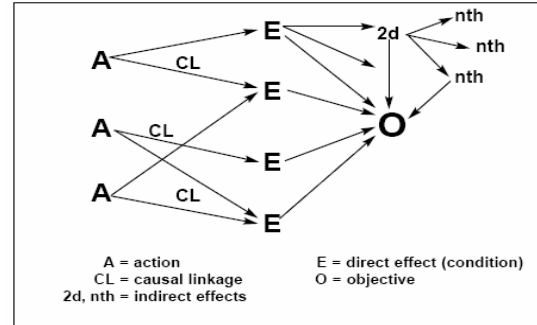 nth
E
2d
nth
A
CL
nth
E
O
A
CL
E
A
CL
E
A = action
E = direct effect (condition)
CL = causal linkage
O = objective
2d, nth = indirect effects